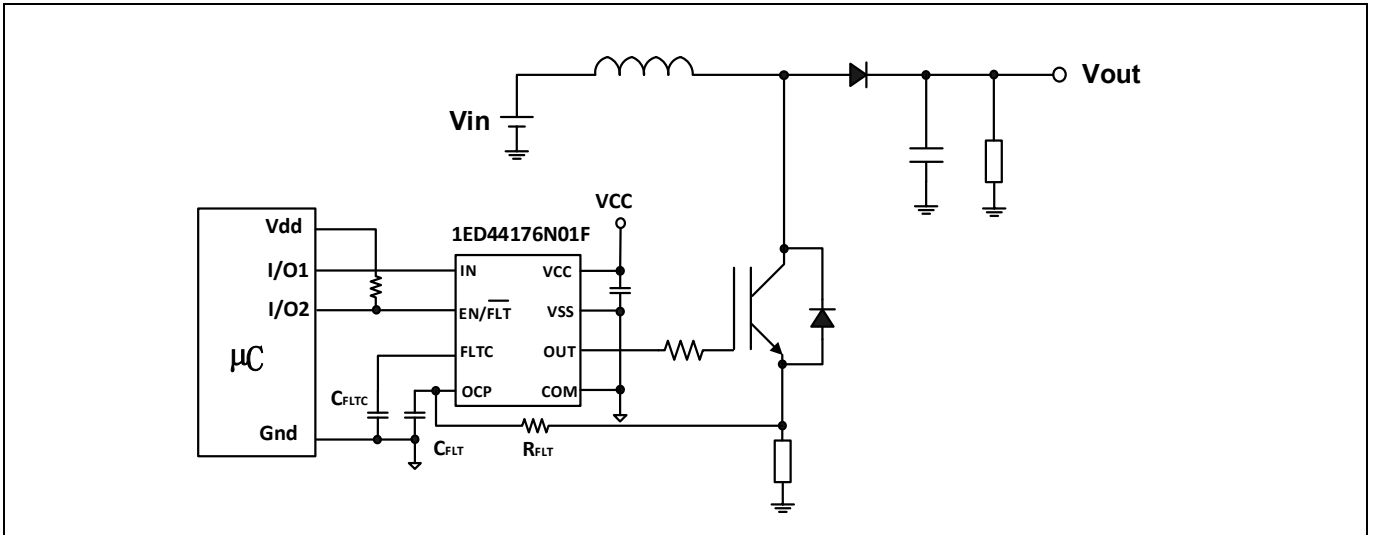 Vout
Vin
VCC
1ED44176N01F
Vdd
I/O1
I/O2
μC
Gnd
IN
EN/FLT
FLTC
OCP
VCC
VSS
OUT
COM
CFLTC
CFLT
RFLT